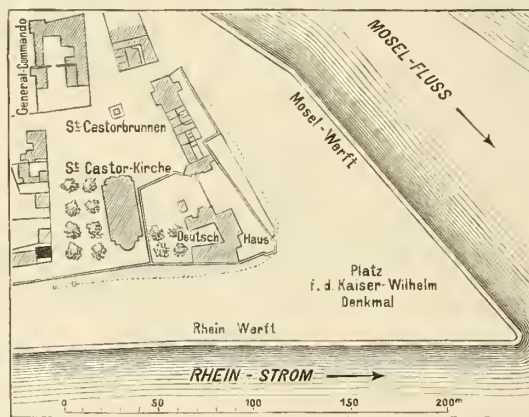 General-Commando
MOSEL-FLUSS
Mosel-Werft
St. Castorbrunnen
St. Castor-Kirche
Deutsch Haus
Platz
f. d. Kaiser-Wilhelm
Denkmal
Rhein Werft
RHEIN-STROM
0 50 100 150 200m